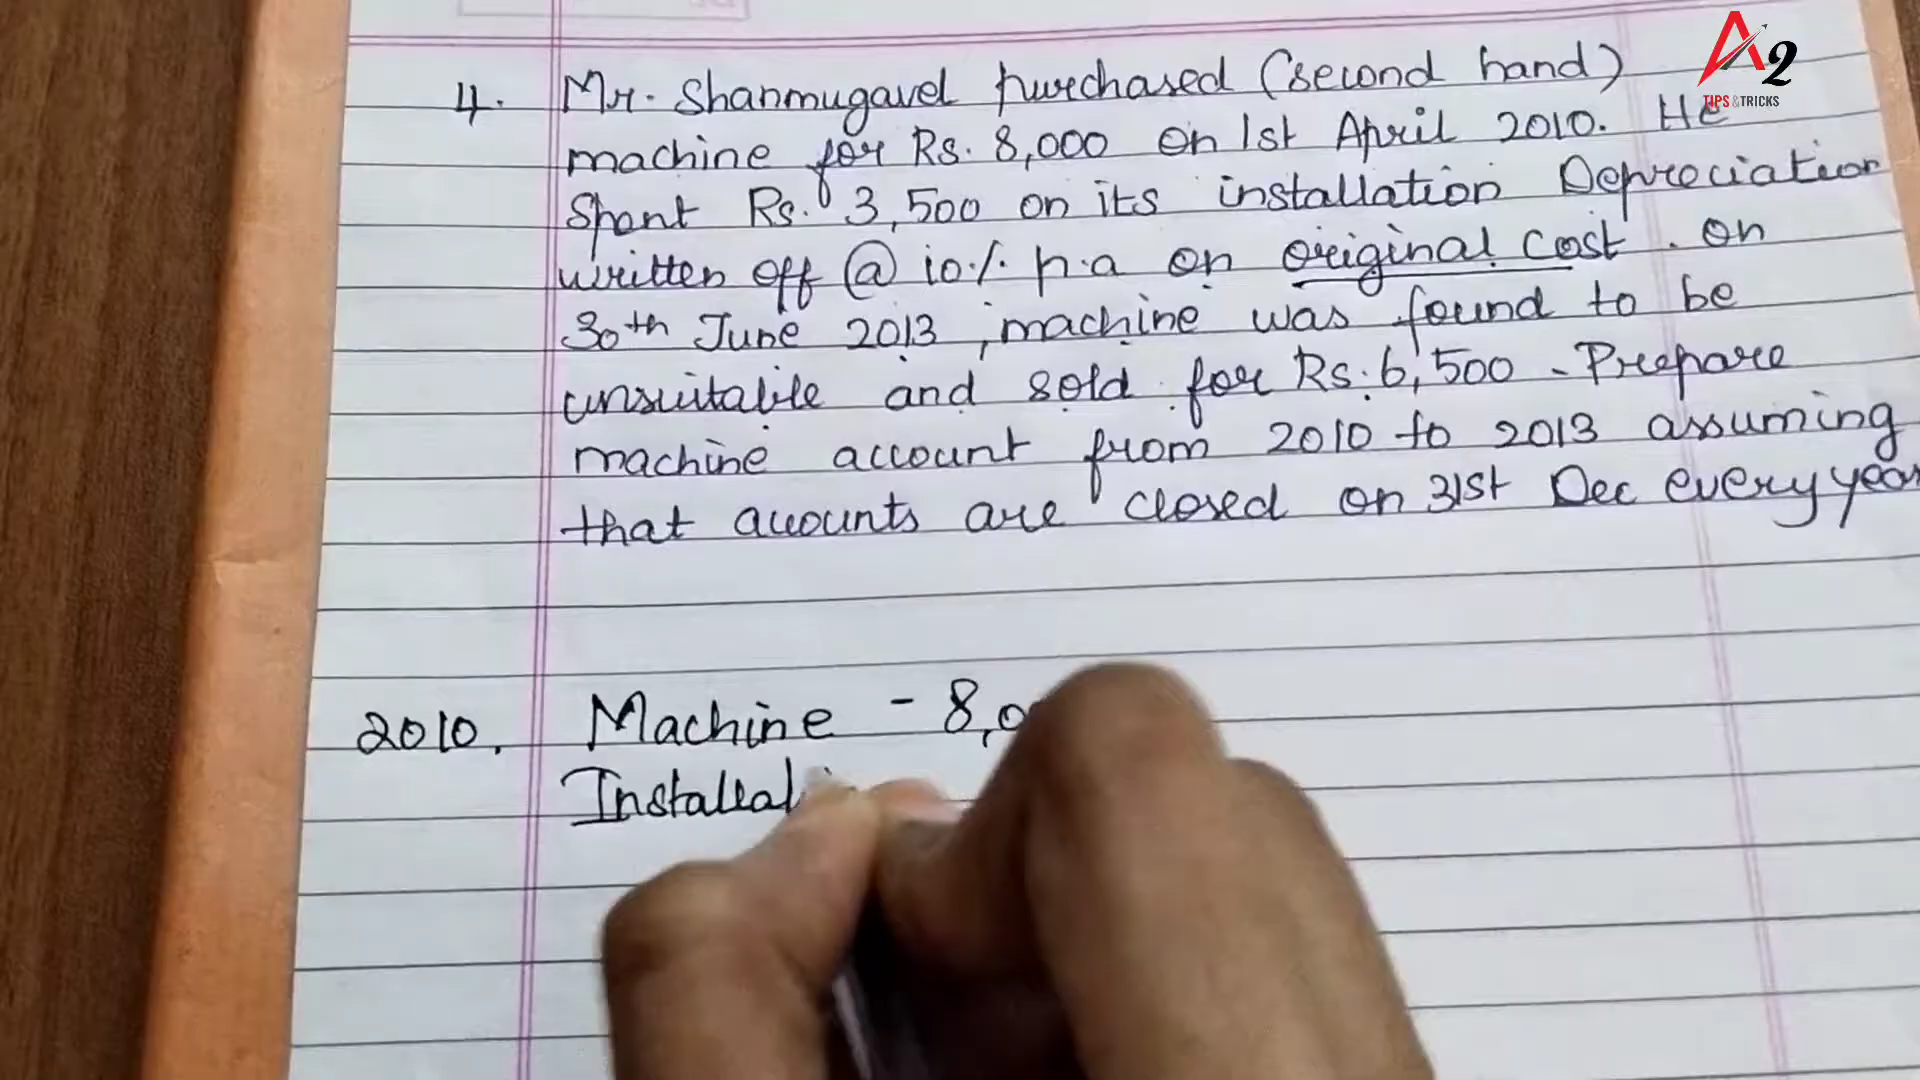 A2
TIPS & TRICKS
4. Mr. Shanmugavel purchased (second hand)
machine for Rs. 8,000 on 1st April 2010. He
spent Rs. 3,500 on its installation Depreciation
written off @ 10% p.a on original cost. on
30th June 2013, machine was found to be
unsuitable and sold for Rs. 6,500 - Prepare
machine account from 2010 to 2013 assuming
that accounts are closed on 31st Dec every year
2010. Machine - 8,0
Installati